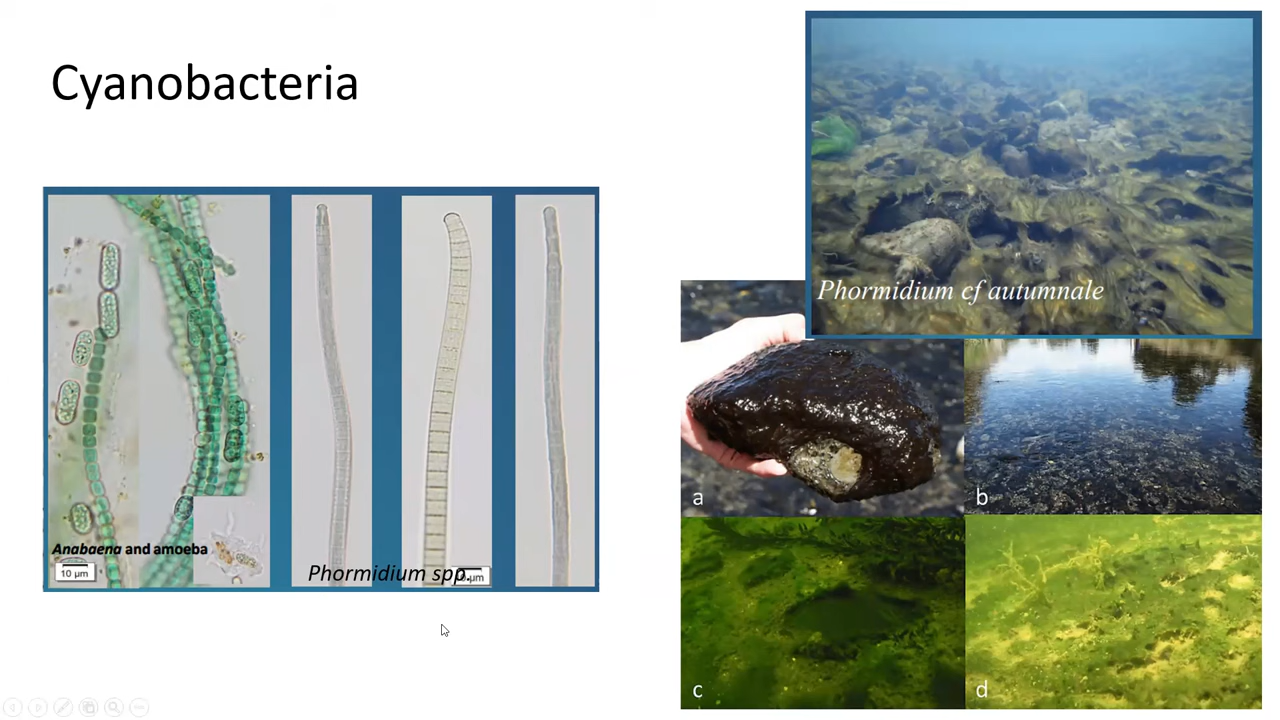 Cyanobacteria
Anabaena and amoeba
10 µm
Phormidium spp.
µm
Phormidium cf autumnale
a
b
c
d